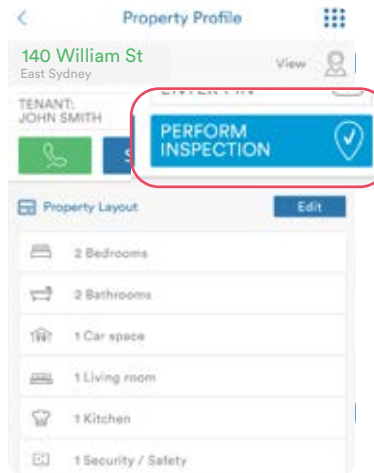 Property Profile
140 William St
View
East Sydney
TENANT:
JOHN SMITH
PERFORM
INSPECTION
Property Layout
Edit
2 Bedrooms
2 Bathrooms
1 Car space
1 Living room
1 Kitchen
1 Security / Safety